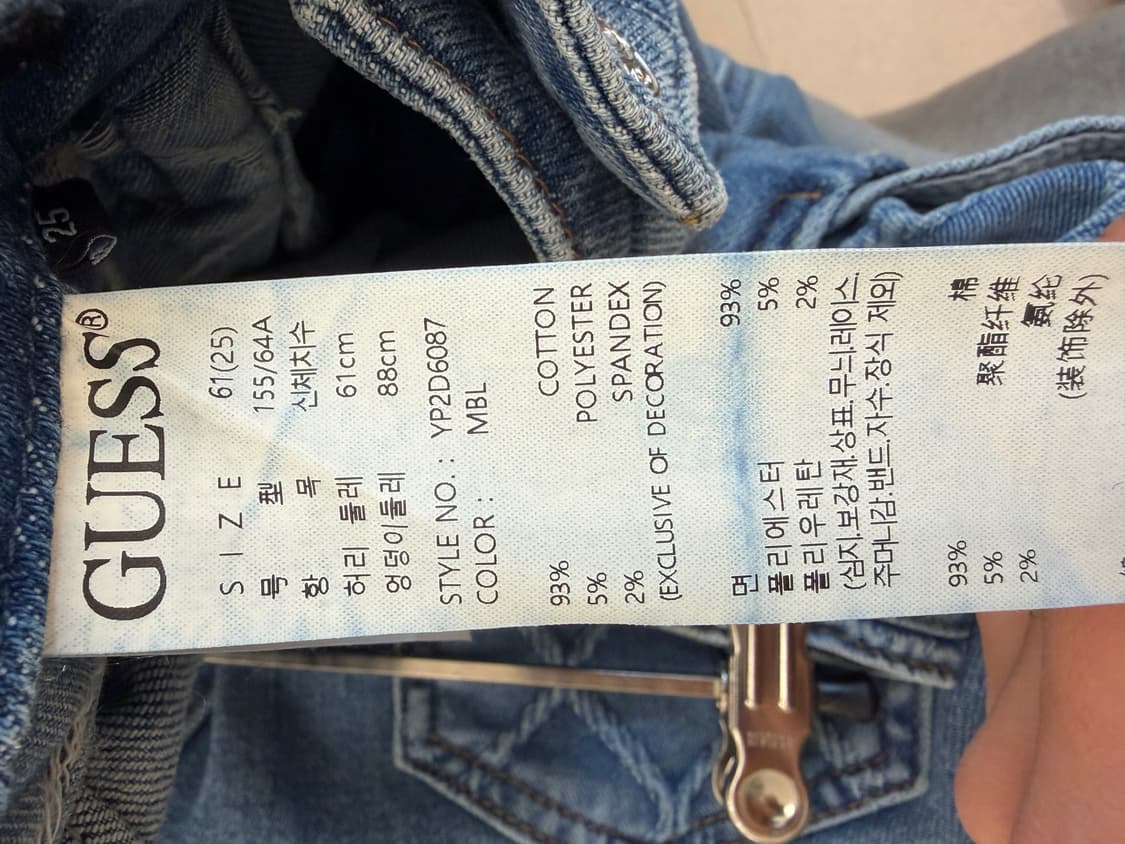 25
GUESS®
SIZE 61(25)
号 型 155/64A
항 목 신체치수
허리 둘레 61cm
엉덩이둘레 88cm
STYLE NO. : YP2D6087
COLOR : MBL
93% COTTON
5% POLYESTER
2% SPANDEX
(EXCLUSIVE OF DECORATION)
면 93%
폴리에스터 5%
폴리우레탄 2%
(심지.보강재.상표.무늬.레이스.
주머니감.밴드.자수.장식 제외)
93% 棉
5% 聚酯纤维
2% 氨纶
(装饰除外)